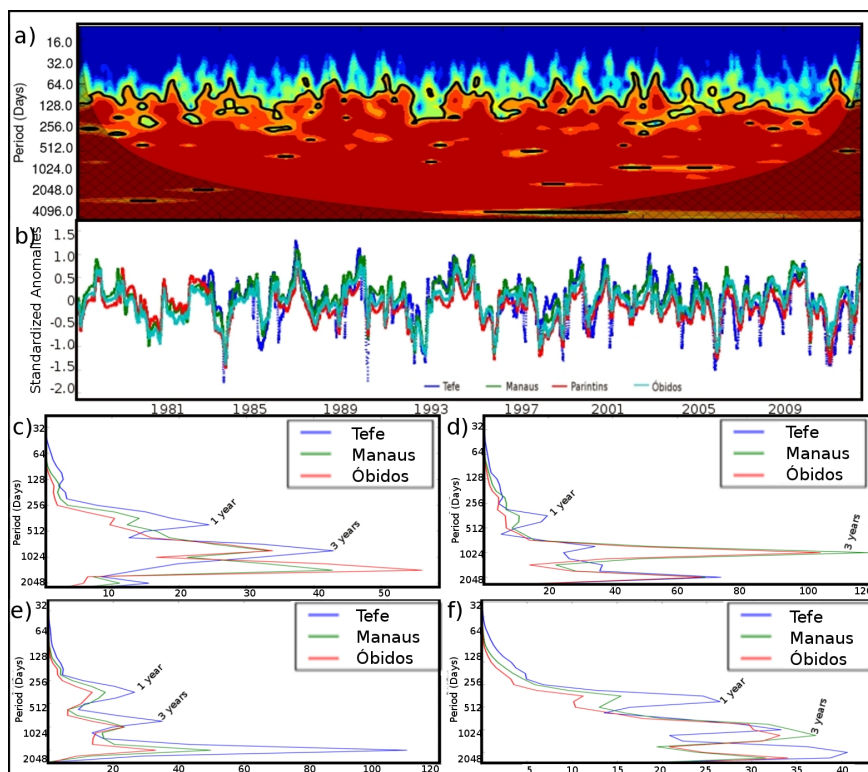 a)
16.0
32.0
64.0
128.0
256.0
512.0
1024.0
2048.0
4096.0
Period (Days)
b)
1.5
1.0
0.5
0
-0.5
-1.0
-1.5
-2.0
Standardized Anomalies
Tefe Manaus Parintins Óbidos
1981 1985 1989 1993 1997 2001 2005 2009
c)
32
64
128
256
512
1024
2048
Period (Days)
Tefe
Manaus
Óbidos
1 year
3 years
10 20 30 40 50
d)
32
64
128
256
512
1024
2048
Period (Days)
Tefe
Manaus
Óbidos
1 year
3 years
20 40 60 80 100 120
e)
32
64
128
256
512
1024
2048
Period (Days)
Tefe
Manaus
Óbidos
1 year
3 years
20 40 60 80 100 120
f)
32
64
128
256
512
1024
2048
Period (Days)
Tefe
Manaus
Óbidos
1 year
3 years
5 10 15 20 25 30 35 40